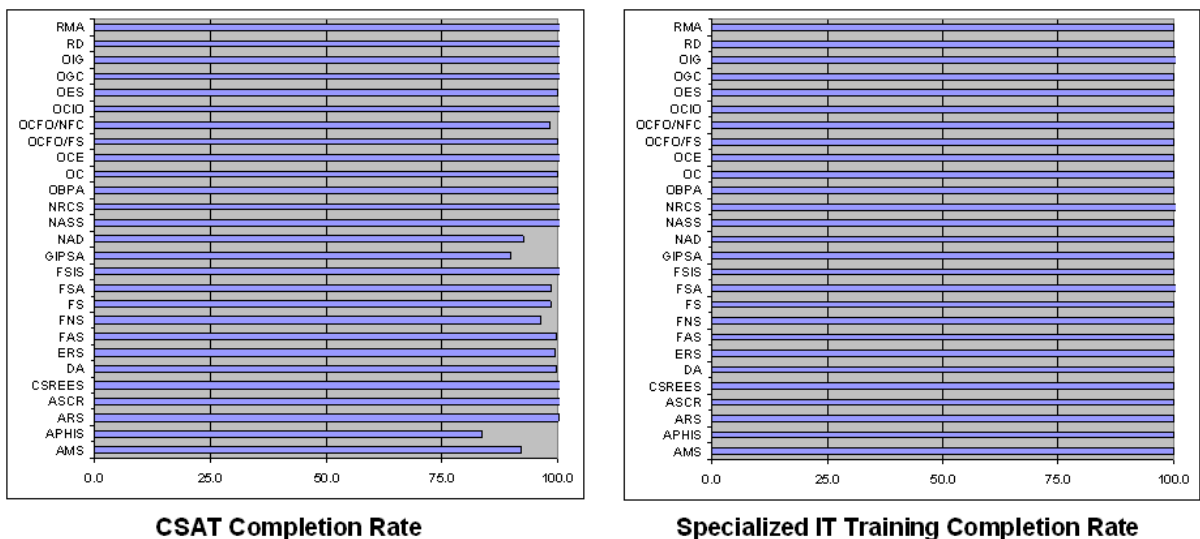 RMA
RD
OIG
OGC
OES
OCIO
OCFO/NFC
OCFO/FS
OCE
OC
OBPA
NRCS
NASS
NAD
GIPSA
FSIS
FSA
FS
FNS
FAS
ERS
DA
CSREES
ASCR
ARS
APHIS
AMS
0.0 25.0 50.0 75.0 100.0
CSAT Completion Rate
RMA
RD
OIG
OGC
OES
OCIO
OCFO/NFC
OCFO/FS
OCE
OC
OBPA
NRCS
NASS
NAD
GIPSA
FSIS
FSA
FS
FNS
FAS
ERS
DA
CSREES
ASCR
ARS
APHIS
AMS
0.0 25.0 50.0 75.0 100.0
Specialized IT Training Completion Rate